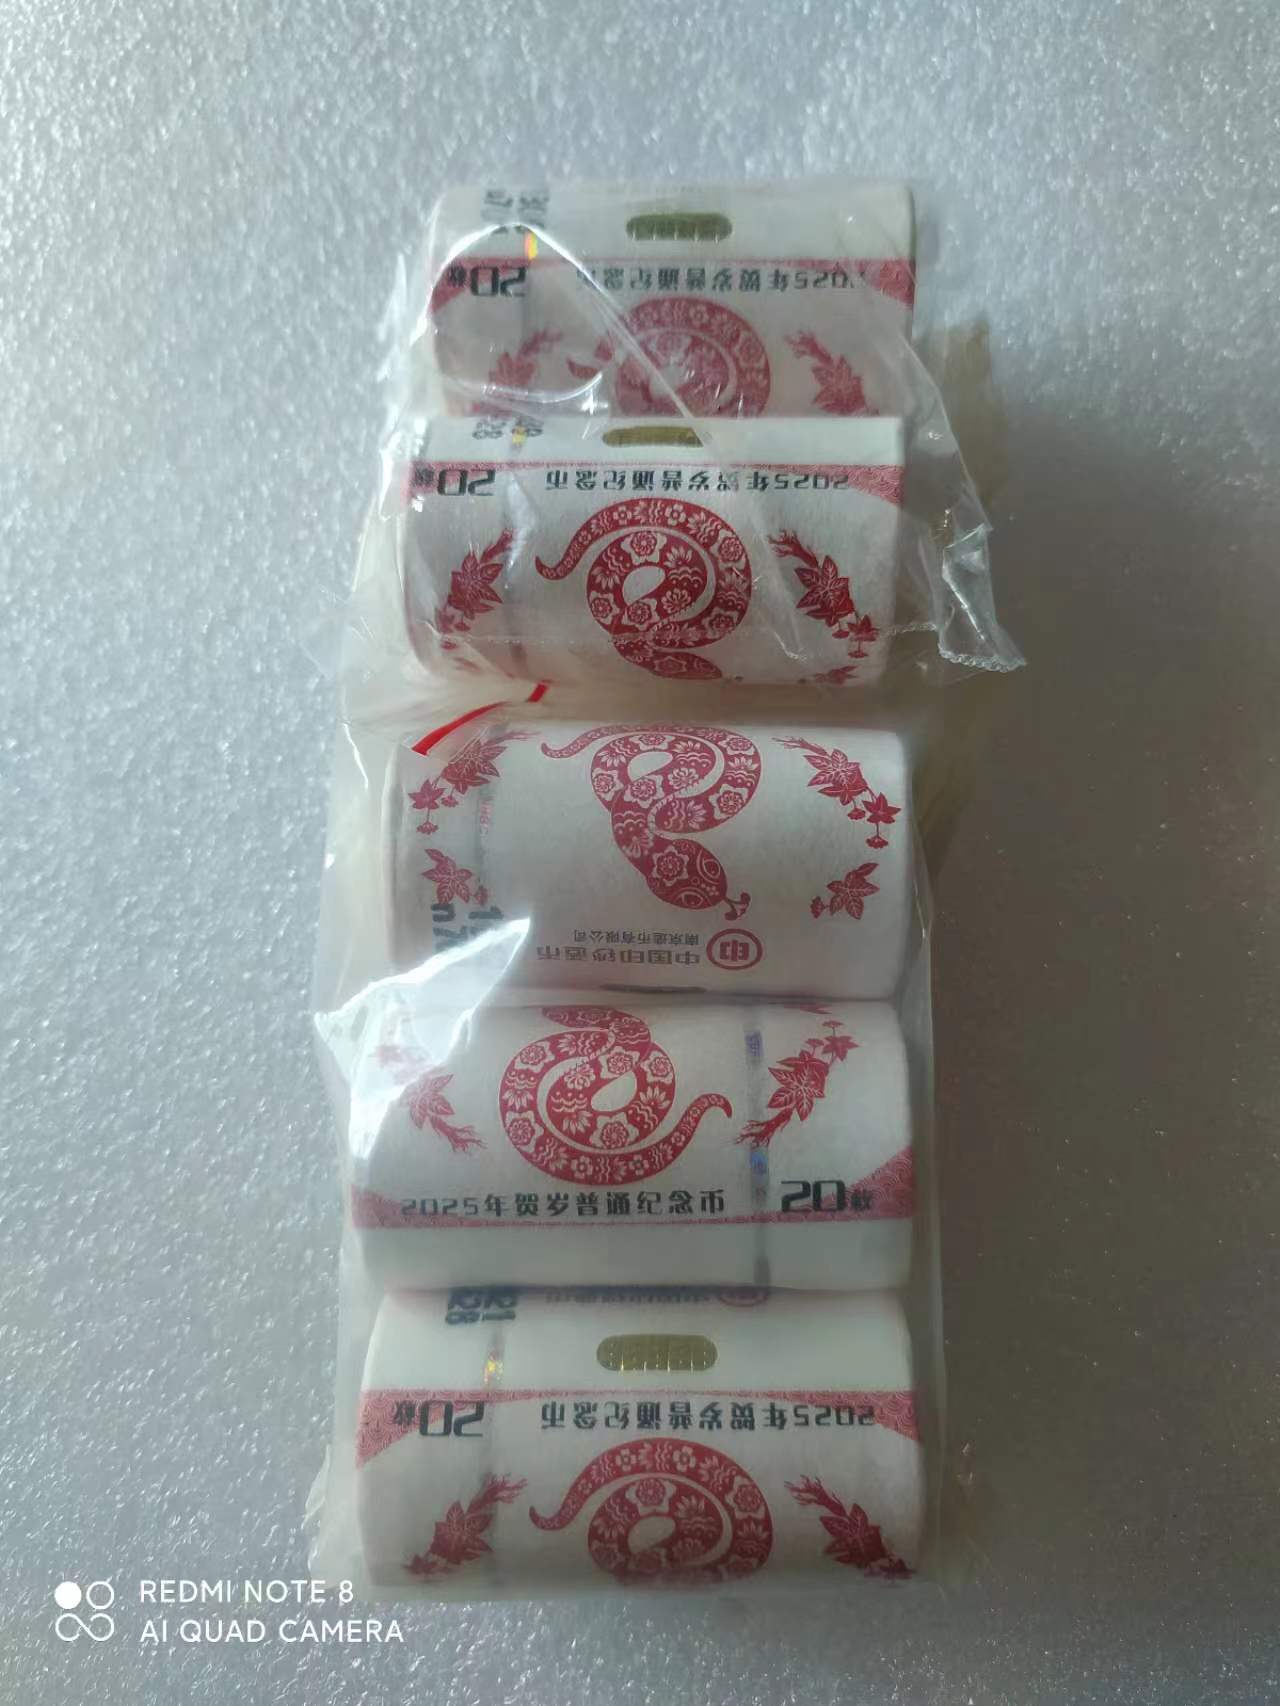 20枚
2025年贺岁普通纪念币
20枚
2025年贺岁普通纪念币
中国印钞造币
南京造币有限公司
2025年贺岁普通纪念币
20枚
20枚
2025年贺岁普通纪念币
REDMI NOTE 8
AI QUAD CAMERA